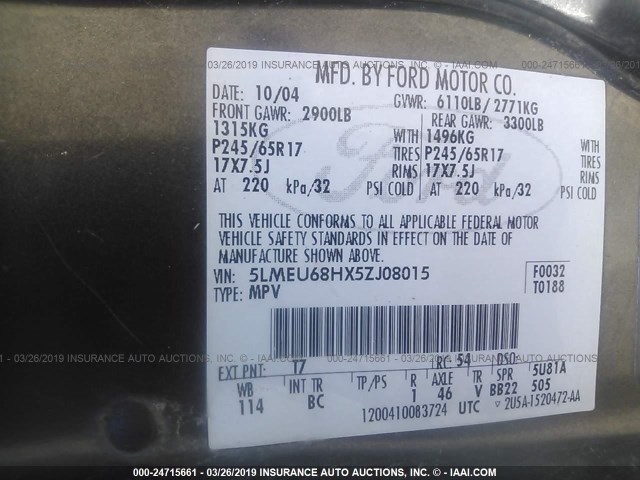 000-24715661 - 03/26/2019 INSURANCE AUTO AUCTIONS, INC. - © IAAI.COM
MFD. BY FORD MOTOR CO.
DATE: 10/04 GVWR: 6110LB/ 2771KG
FRONT GAWR: 2900LB REAR GAWR: 3300LB
1315KG WITH 1496KG WITH
P245/65R17 TIRES P245/65R17 TIRES
17X7.5J RIMS 17X7.5J RIMS
AT 220 kPa/32 PSI COLD AT 220 kPa/32 PSI COLD
Ford
THIS VEHICLE CONFORMS TO ALL APPLICABLE FEDERAL MOTOR
VEHICLE SAFETY STANDARDS IN EFFECT ON THE DATE OF
MANUFACTURE SHOWN ABOVE.
VIN: 5LMEU68HX5ZJ08015 F0032
TYPE: MPV T0188
EXT PNT: T7 RC: 54 DSO:
WB INT TR TP/PS R AXLE TR SPR 5U81A
114 BC 1 46 V BB22 505
1200410083724 UTC 2U5A-1520472-AA
000-24715661 - 03/26/2019 INSURANCE AUTO AUCTIONS, INC. - © IAAI.COM